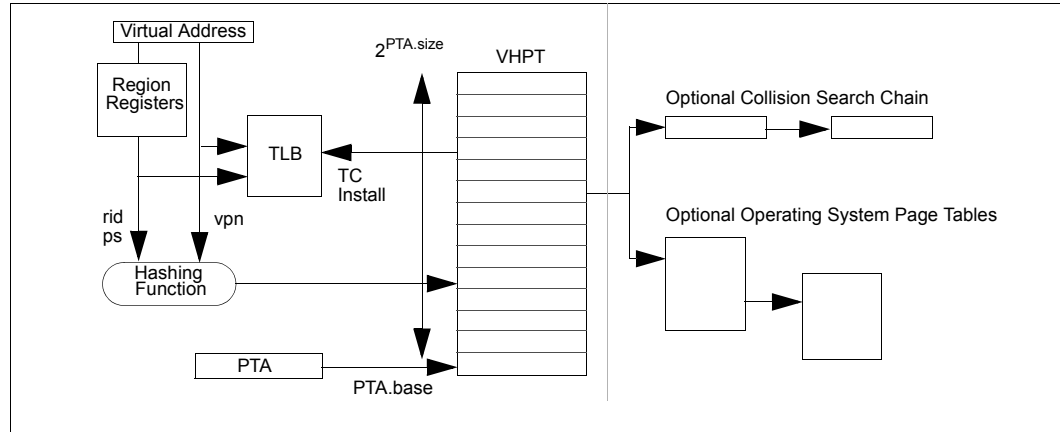 Virtual Address
2^PTA.size
VHPT
Region
Registers
Optional Collision Search Chain
TLB
TC
Install
rid
ps
vpn
Optional Operating System Page Tables
Hashing
Function
PTA
PTA.base